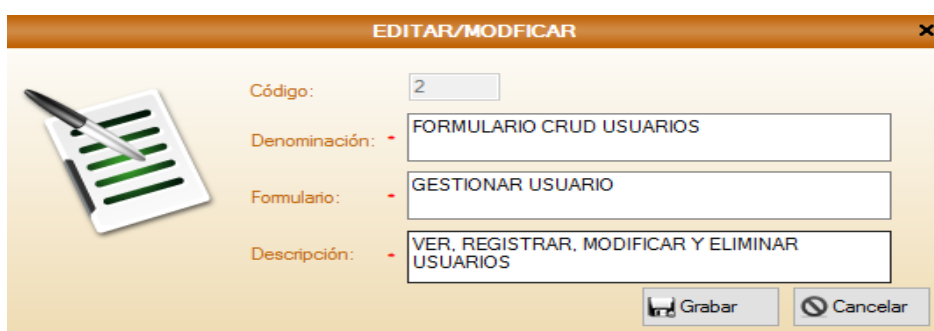 EDITAR/MODFICAR
Código: 2
Denominación: * FORMULARIO CRUD USUARIOS
Formulario: * GESTIONAR USUARIO
Descripción: * VER, REGISTRAR, MODIFICAR Y ELIMINAR
USUARIOS
Grabar Cancelar